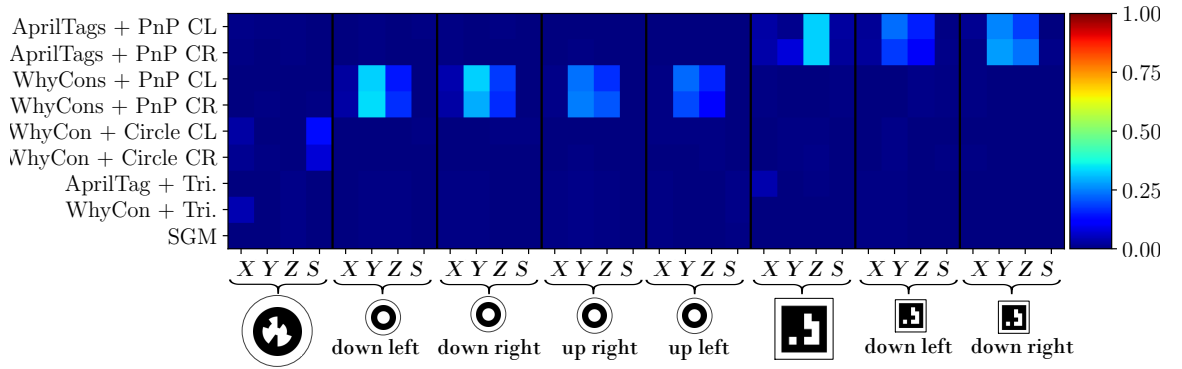 AprilTags + PnP CL
AprilTags + PnP CR
WhyCons + PnP CL
WhyCons + PnP CR
WhyCon + Circle CL
WhyCon + Circle CR
AprilTag + Tri.
WhyCon + Tri.
SGM
1.00
0.75
0.50
0.25
0.00
X Y Z S X Y Z S X Y Z S X Y Z S X Y Z S X Y Z S X Y Z S X Y Z S
down left down right up right up left down left down right